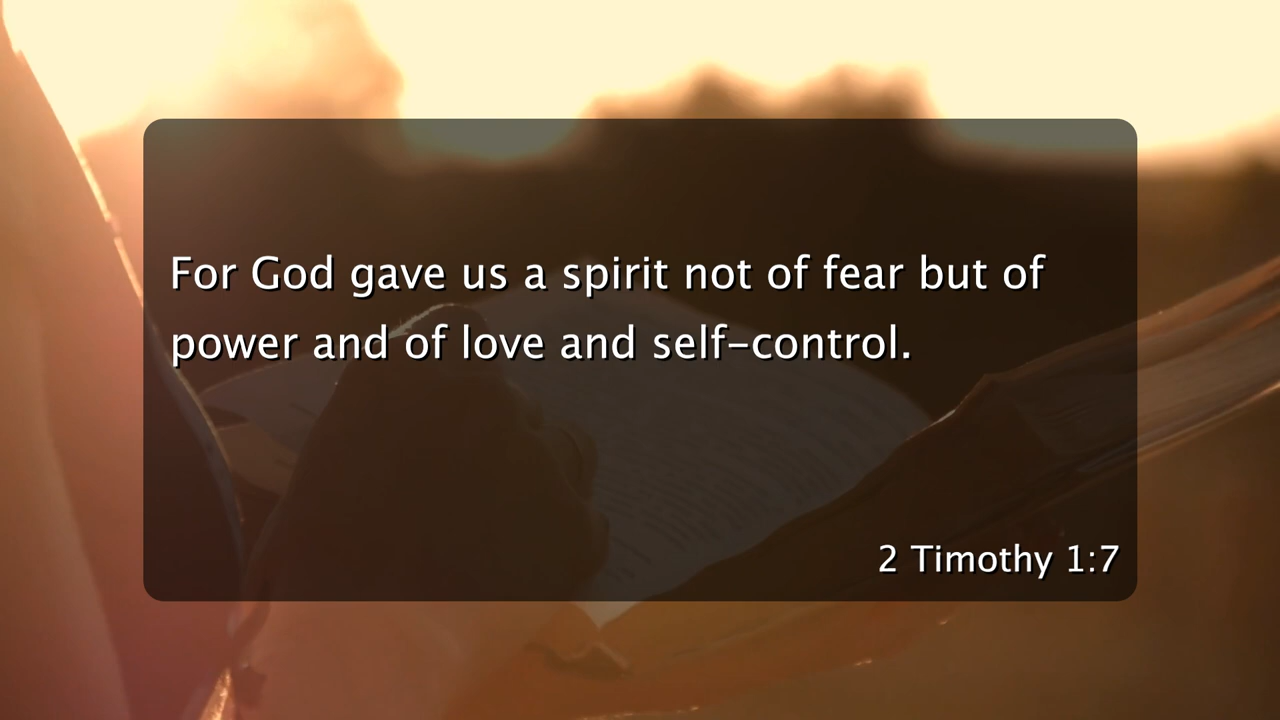 For God gave us a spirit not of fear but of
power and of love and self-control.
2 Timothy 1:7